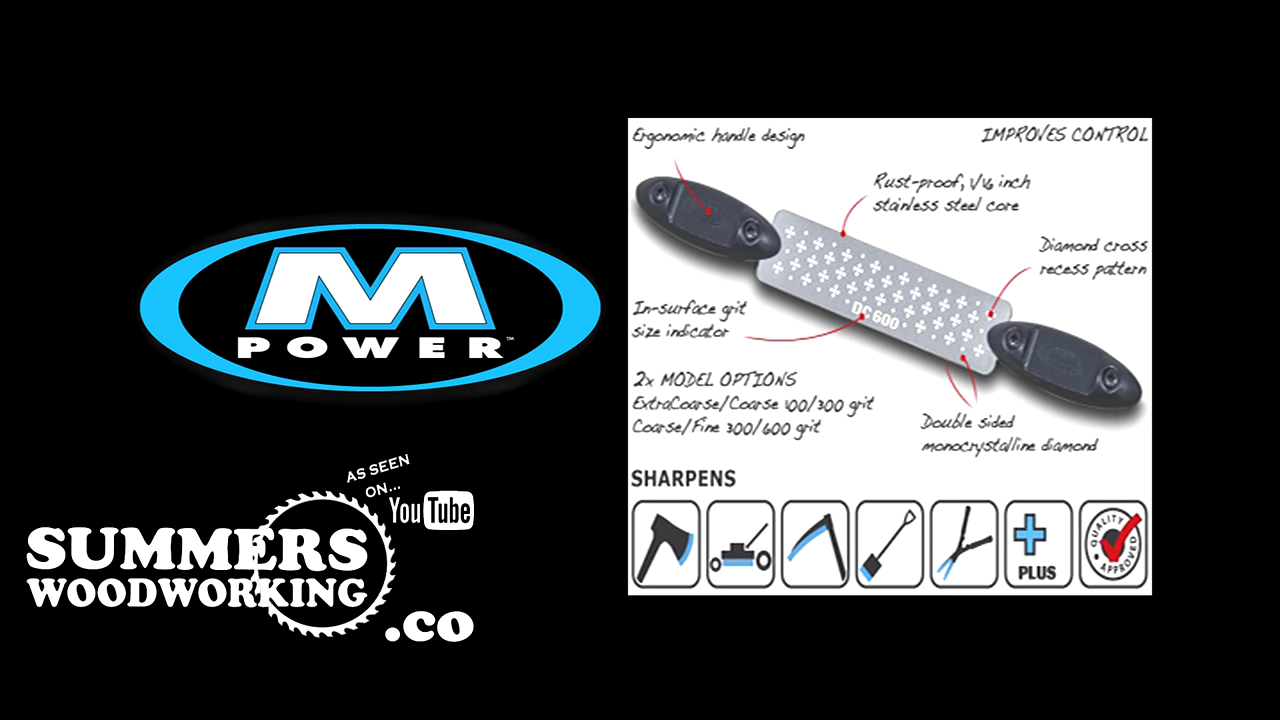 M
POWER™
AS SEEN
ON...
YouTube
SUMMERS
WOODWORKING
.co
Ergonomic handle design
IMPROVES CONTROL
Rust-proof, 1/16 inch
stainless steel core
Diamond cross
recess pattern
In-surface grit
size indicator
DC600
2x MODEL OPTIONS
ExtraCoarse/Coarse 100/300 grit
Coarse/Fine 300/600 grit
Double sided
monocrystalline diamond
SHARPENS
PLUS
QUALITY
APPROVED